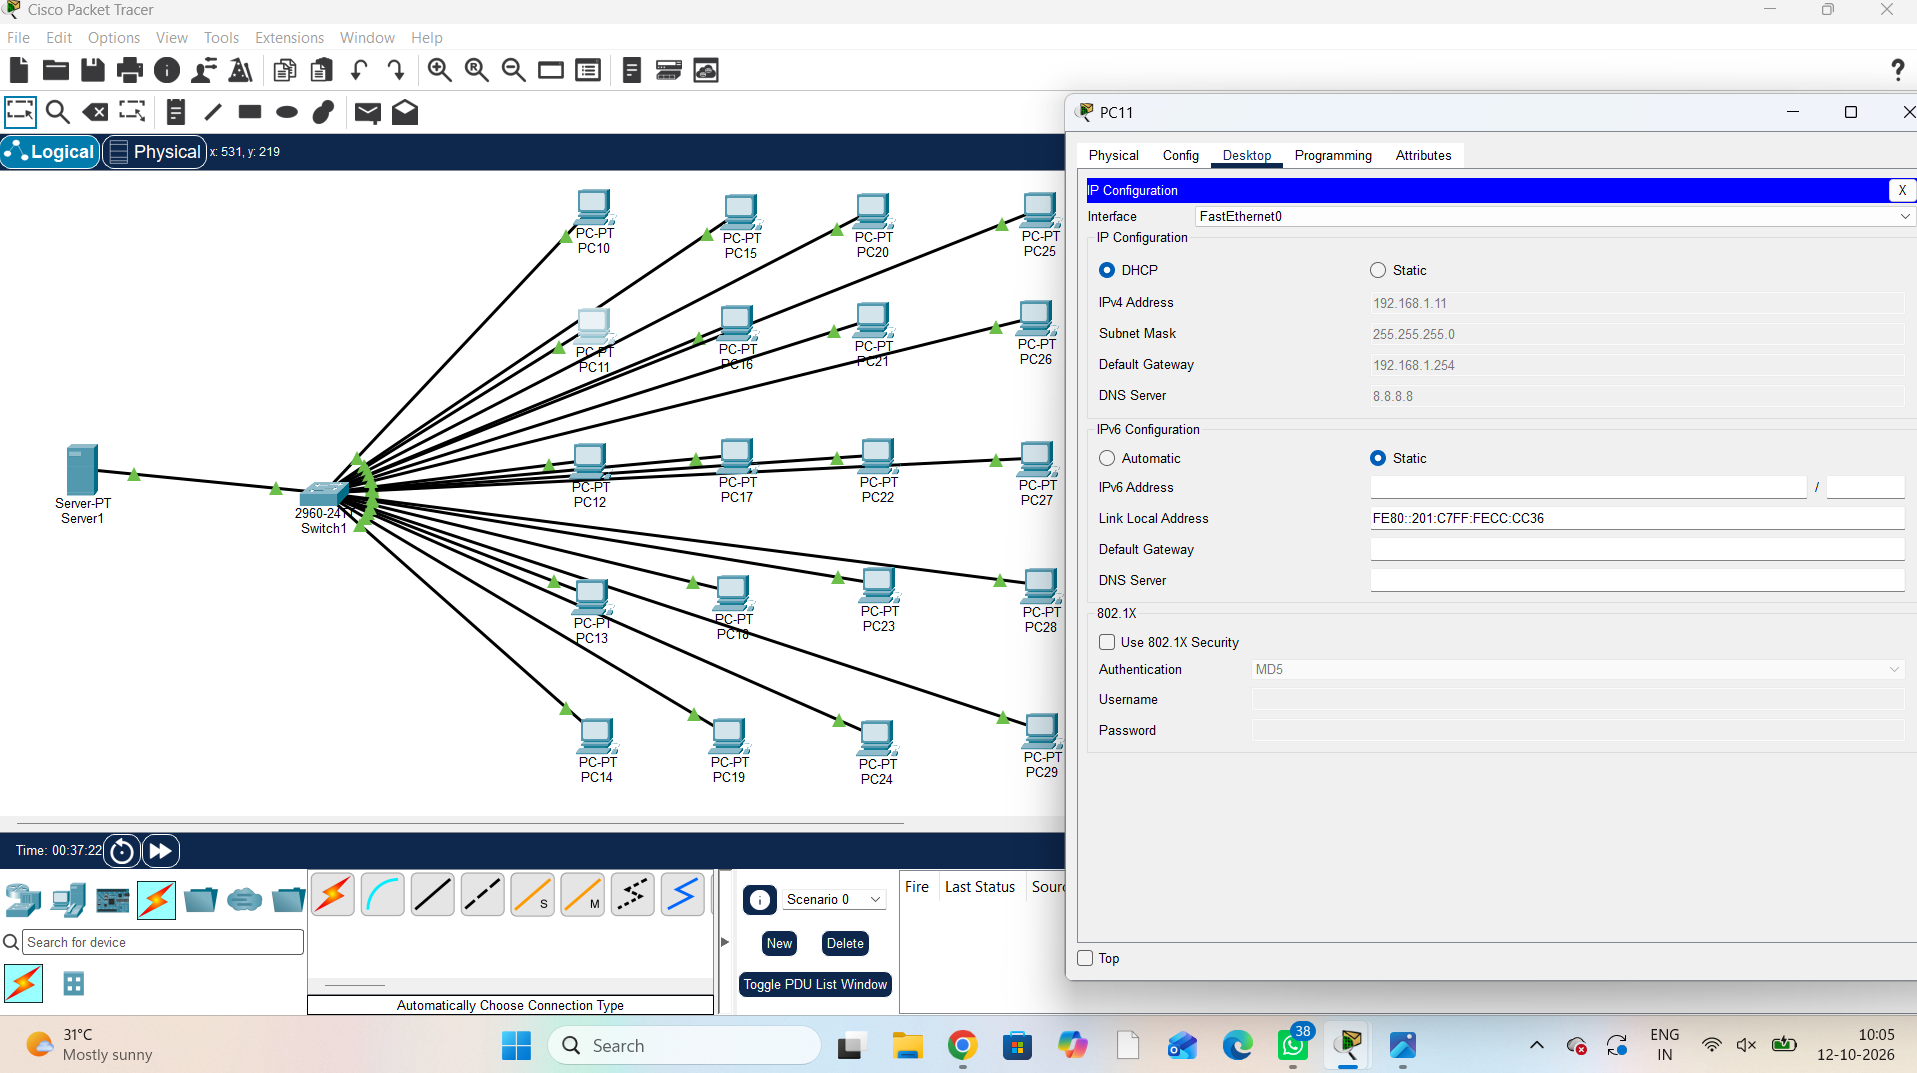 Cisco Packet Tracer
File Edit Options View Tools Extensions Window Help
Logical Physical x: 531, y: 219
PC-PT
PC10
PC-PT
PC15
PC-PT
PC20
PC-PT
PC25
PC-PT
PC11
PC-PT
PC16
PC-PT
PC21
PC-PT
PC26
Server-PT
Server1
Switch1
PC-PT
PC12
PC-PT
PC17
PC-PT
PC22
PC-PT
PC27
PC-PT
PC13
PC-PT
PC18
PC-PT
PC23
PC-PT
PC28
PC-PT
PC14
PC-PT
PC19
PC-PT
PC24
PC-PT
PC29
PC11
Physical Config Desktop Programming Attributes
IP Configuration X
Interface FastEthernet0
IP Configuration
DHCP Static
IPv4 Address 192.168.1.11
Subnet Mask 255.255.255.0
Default Gateway 192.168.1.254
DNS Server 8.8.8.8
IPv6 Configuration
Automatic Static
IPv6 Address /
Link Local Address FE80::201:C7FF:FECC:CC36
Default Gateway
DNS Server
802.1X
Use 802.1X Security
Authentication MD5
Username
Password
Top
Time: 00:37:22
S M
Search for device
Automatically Choose Connection Type
Scenario 0
New Delete
Toggle PDU List Window
Fire Last Status
31°C
Mostly sunny
Search
38
ENG
IN
10:05
12-10-2026